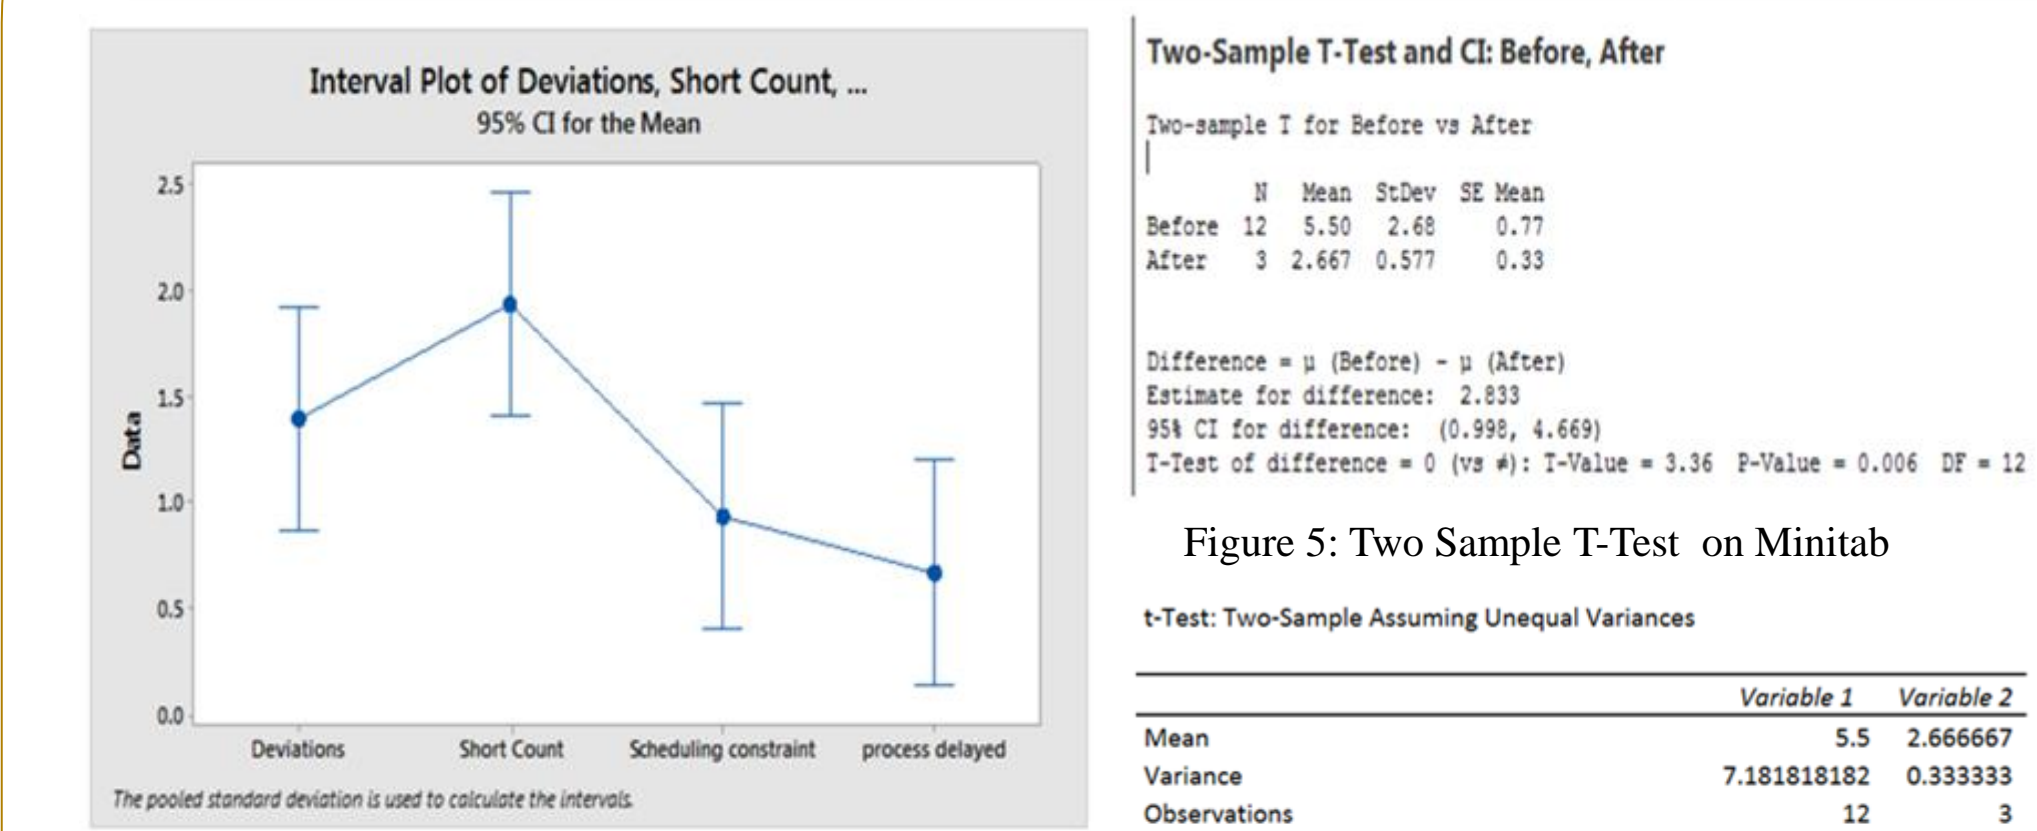 Interval Plot of Deviations, Short Count, ...
95% CI for the Mean
2.5
2.0
1.5
1.0
0.5
0.0
Data
Deviations Short Count Scheduling constraint process delayed
The pooled standard deviation is used to calculate the intervals.
Two-Sample T-Test and CI: Before, After
Two-sample T for Before vs After
N Mean StDev SE Mean
Before 12 5.50 2.68 0.77
After 3 2.667 0.577 0.33
Difference = μ (Before) - μ (After)
Estimate for difference: 2.833
95% CI for difference: (0.998, 4.669)
T-Test of difference = 0 (vs ≠): T-Value = 3.36 P-Value = 0.006 DF = 12
Figure 5: Two Sample T-Test on Minitab
t-Test: Two-Sample Assuming Unequal Variances
Variable 1 Variable 2
Mean 5.5 2.666667
Variance 7.181818182 0.333333
Observations 12 3